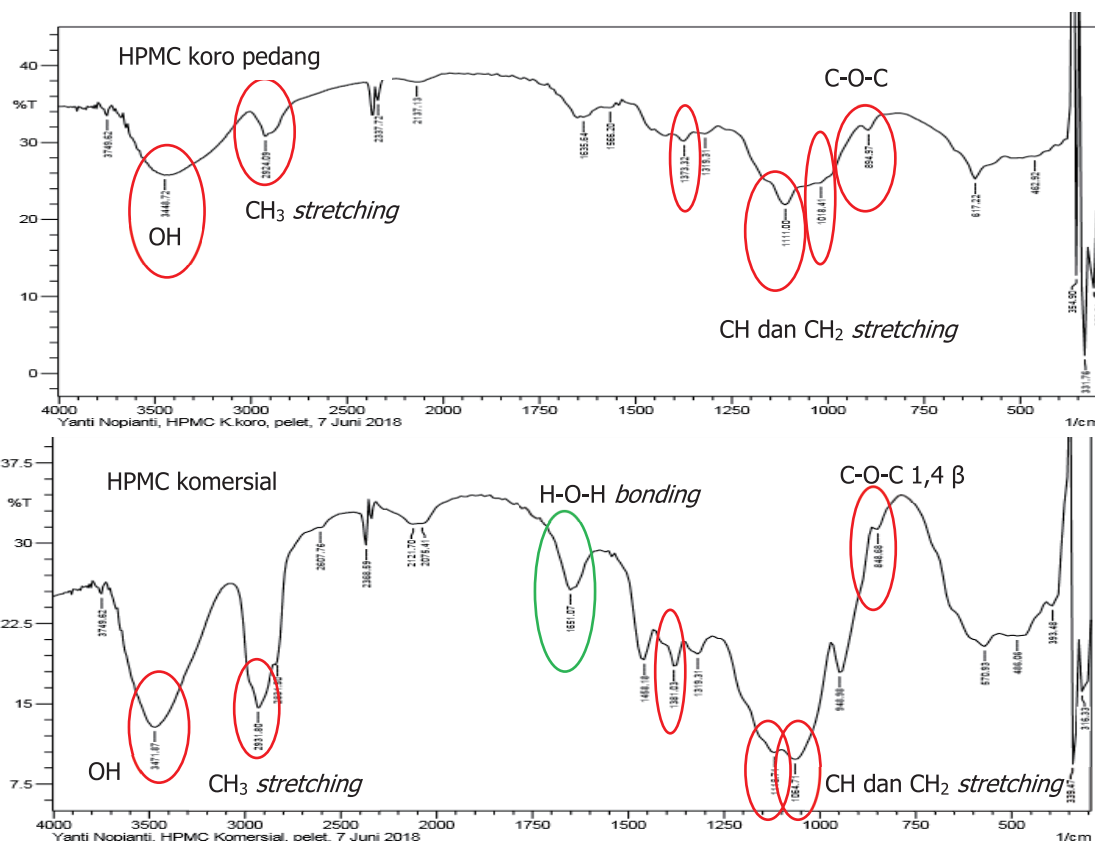 HPMC koro pedang
C-O-C
40
%T
30
20
10
0
3749.62
3448.72
2924.09
2337.72
2137.13
1635.64
1566.20
1373.32
1319.31
1111.00
1018.41
894.97
617.22
462.92
354.90
331.76
OH
CH₃ stretching
CH dan CH₂ stretching
4000 3500 3000 2500 2000 1750 1500 1250 1000 750 500
Yanti Nopianti, HPMC K.koro, pelet, 7 Juni 2018
1/cm
HPMC komersial
H-O-H bonding
C-O-C 1,4 β
37.5
%T
30
22.5
15
7.5
3749.62
3471.87
2931.80
2607.76
2368.59
2121.70
2075.41
1651.07
1458.18
1381.03
1319.31
1064.71
948.98
848.68
570.93
486.06
393.48
339.47
316.33
OH
CH₃ stretching
CH dan CH₂ stretching
4000 3500 3000 2500 2000 1750 1500 1250 1000 750 500
Yanti Nopianti, HPMC Komersial, pelet, 7 Juni 2018
1/cm